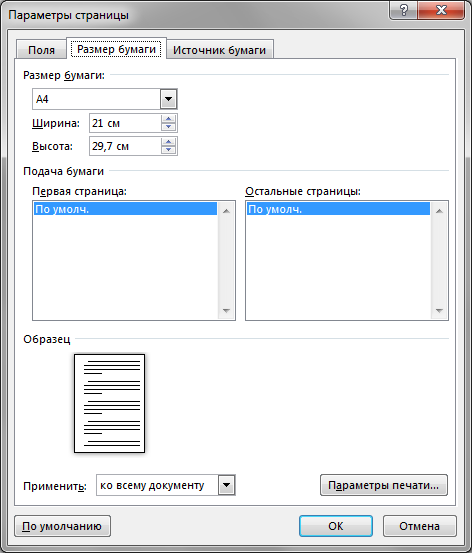 Параметры страницы
Поля Размер бумаги Источник бумаги
Размер бумаги:
A4
Ширина: 21 см
Высота: 29,7 см
Подача бумаги
Первая страница: Остальные страницы:
По умолч. По умолч.
Образец
Применить: ко всему документу Параметры печати...
По умолчанию OK Отмена